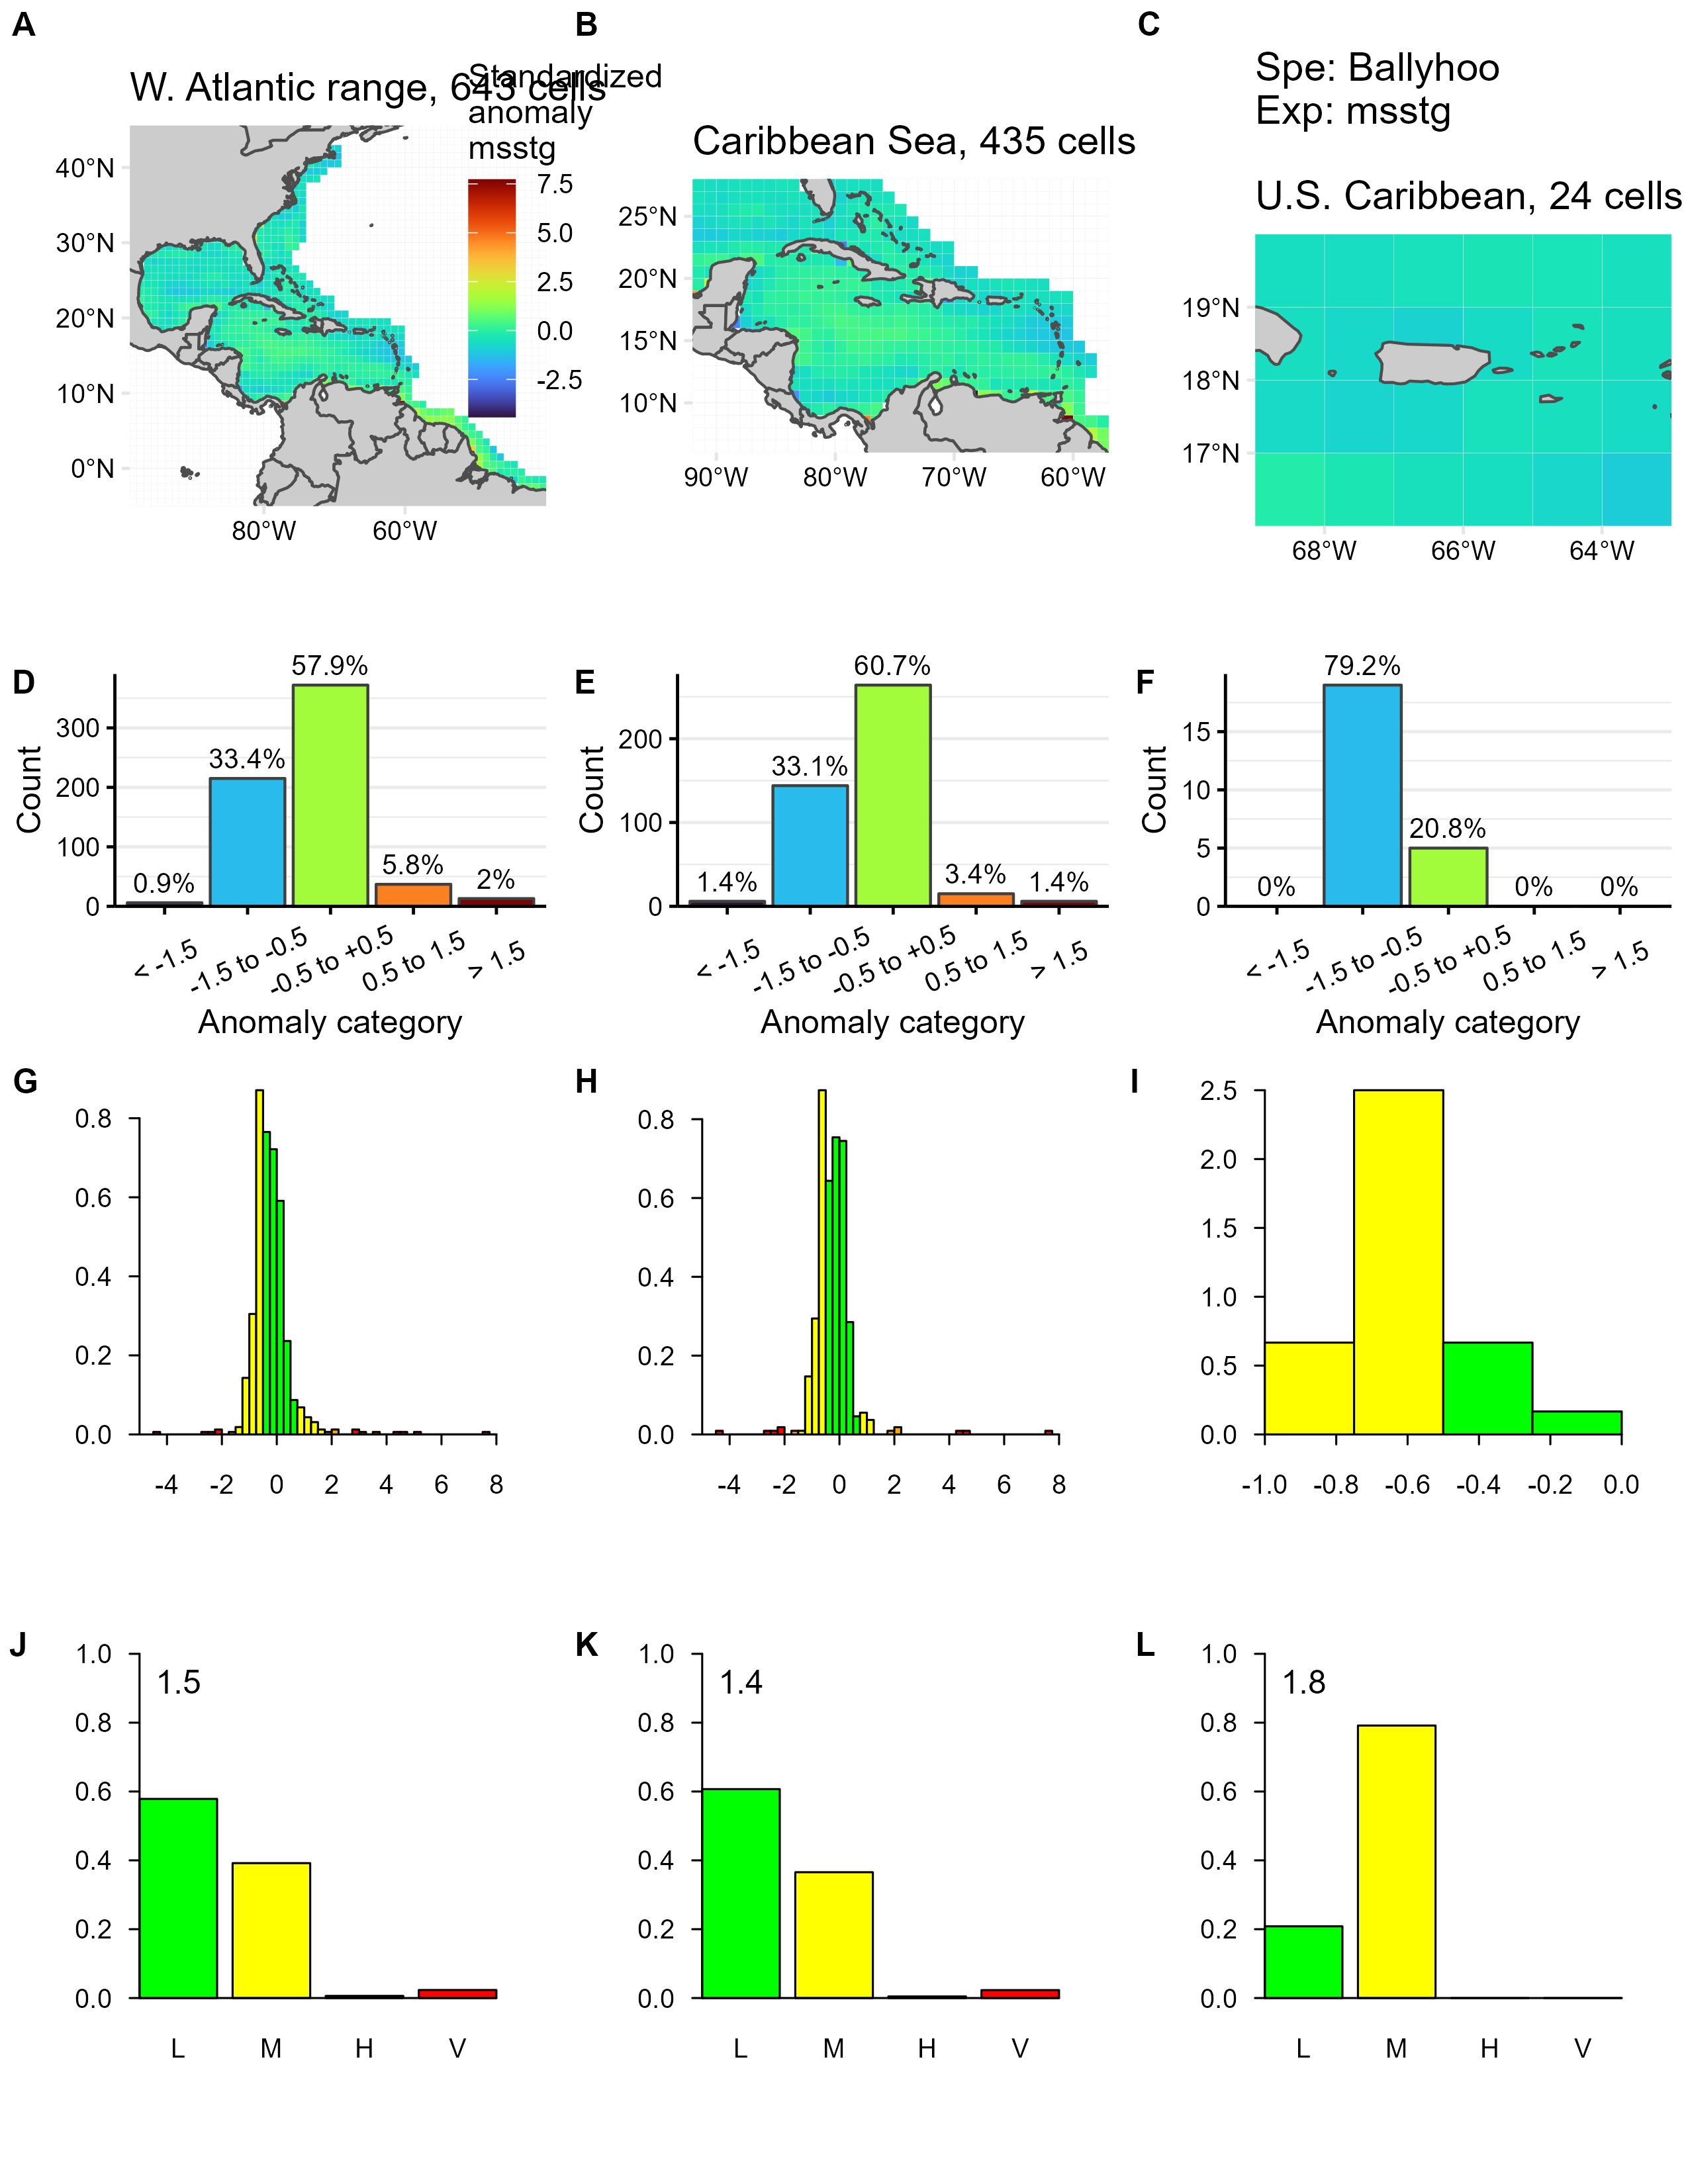 A
B
C
W. Atlantic range, 643 cells
Standardized
anomaly
msstg
7.5
5.0
2.5
0.0
-2.5
40°N
30°N
20°N
10°N
0°N
80°W
60°W
Caribbean Sea, 435 cells
25°N
20°N
15°N
10°N
90°W
80°W
70°W
60°W
Spe: Ballyhoo
Exp: msstg
U.S. Caribbean, 24 cells
19°N
18°N
17°N
68°W
66°W
64°W
D
Count
300
200
100
0
0.9%
33.4%
57.9%
5.8%
2%
< -1.5
-1.5 to -0.5
-0.5 to +0.5
0.5 to 1.5
> 1.5
Anomaly category
E
Count
200
100
0
1.4%
33.1%
60.7%
3.4%
1.4%
< -1.5
-1.5 to -0.5
-0.5 to +0.5
0.5 to 1.5
> 1.5
Anomaly category
F
Count
15
10
5
0
0%
79.2%
20.8%
0%
0%
< -1.5
-1.5 to -0.5
-0.5 to +0.5
0.5 to 1.5
> 1.5
Anomaly category
G
0.8
0.6
0.4
0.2
0.0
-4
-2
0
2
4
6
8
H
0.8
0.6
0.4
0.2
0.0
-4
-2
0
2
4
6
8
I
2.5
2.0
1.5
1.0
0.5
0.0
-1.0
-0.8
-0.6
-0.4
-0.2
0.0
J
1.0
0.8
0.6
0.4
0.2
0.0
1.5
L
M
H
V
K
1.0
0.8
0.6
0.4
0.2
0.0
1.4
L
M
H
V
L
1.0
0.8
0.6
0.4
0.2
0.0
1.8
L
M
H
V